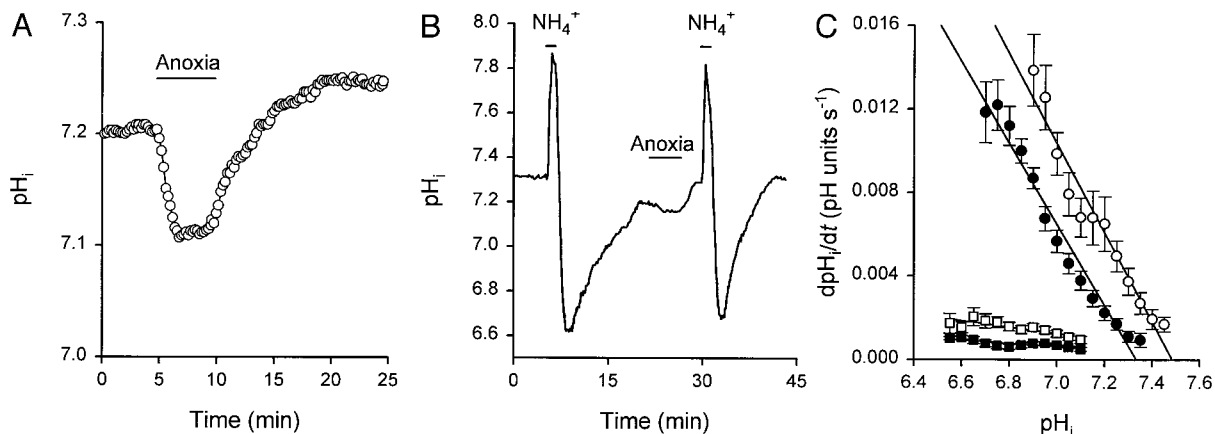 A
7.3
7.2
7.1
7.0
pHi
Anoxia
0 5 10 15 20 25
Time (min)
B
8.0
7.8
7.6
7.4
7.2
7.0
6.8
6.6
pHi
NH4+
Anoxia
NH4+
0 15 30 45
Time (min)
C
0.016
0.012
0.008
0.004
0.000
dpHi/dt (pH units s-1)
6.4 6.6 6.8 7.0 7.2 7.4 7.6
pHi